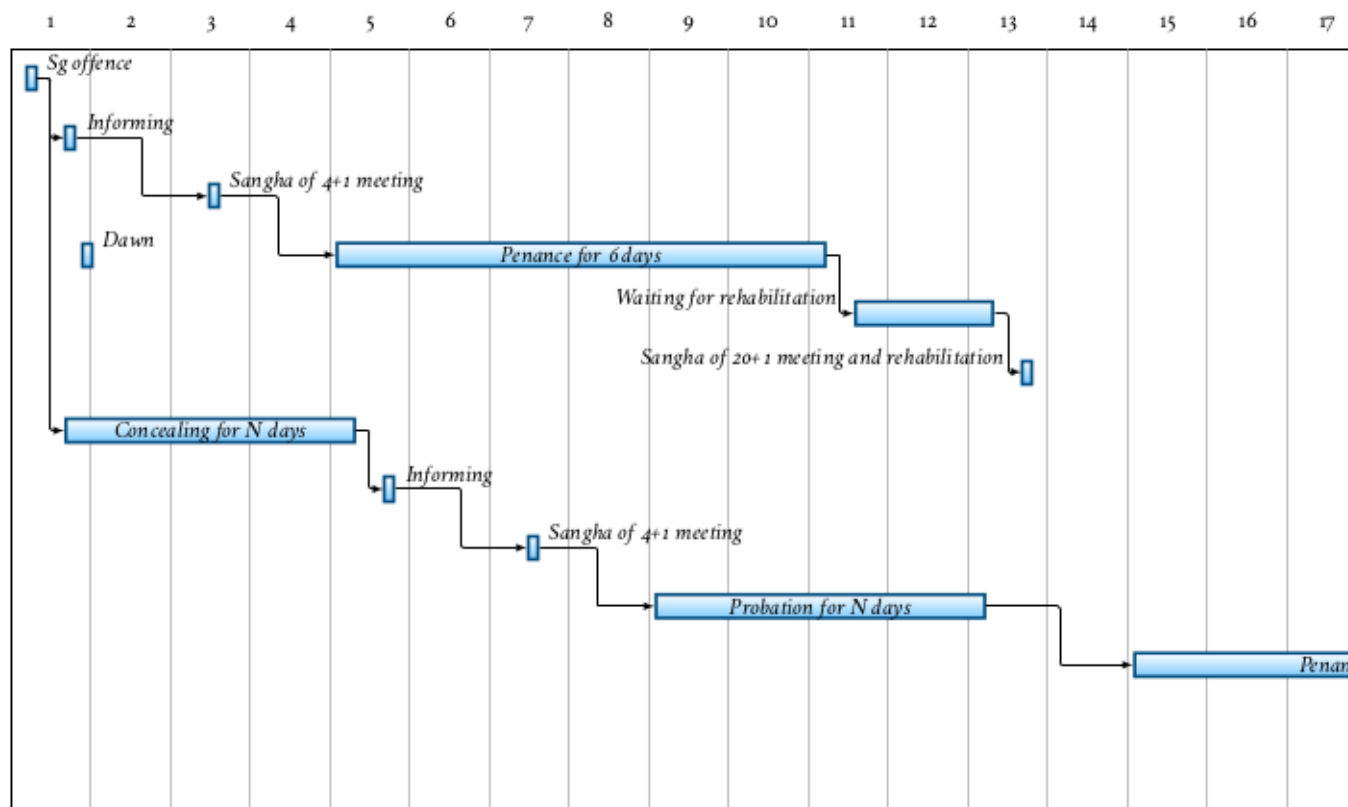 1 2 3 4 5 6 7 8 9 10 11 12 13 14 15 16 17
Sg offence
Informing
Sangha of 4+1 meeting
Dawn
Penance for 6 days
Waiting for rehabilitation
Sangha of 20+1 meeting and rehabilitation
Concealing for N days
Informing
Sangha of 4+1 meeting
Probation for N days
Penan